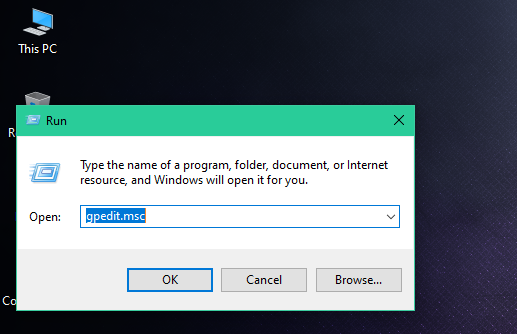 This PC
R
Run
Type the name of a program, folder, document, or Internet
resource, and Windows will open it for you.
Open:
gpedit.msc
OK
Cancel
Browse...
Co